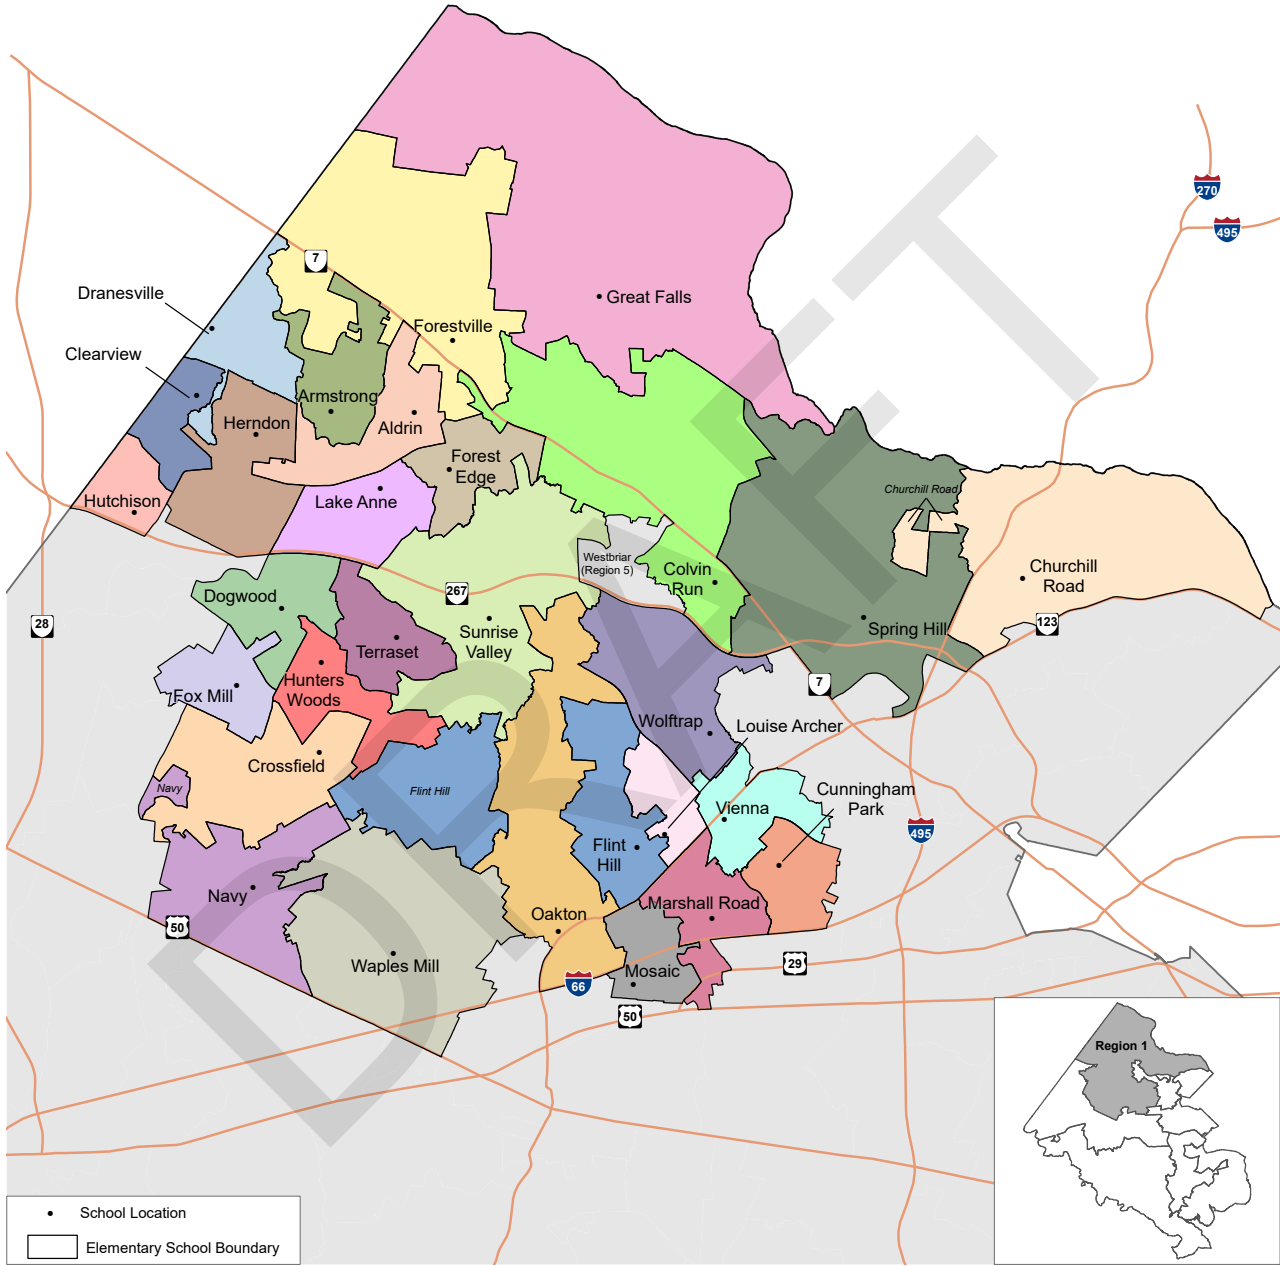 270
495
7
Dranesville
Great Falls
Clearview
Forestville
Armstrong
Herndon
Aldrin
Forest
Edge
Hutchison
Lake Anne
Churchill Road
Westbriar
(Region 5)
Colvin
Run
Churchill
Road
267
Dogwood
28
Sunrise
Valley
Terraset
Spring Hill
123
Hunters
Woods
Fox Mill
7
Wolftrap
Louise Archer
Crossfield
Navy
Flint Hill
Cunningham
Park
Vienna
495
Flint
Hill
Navy
Marshall Road
Oakton
50
Waples Mill
Mosaic
29
66
50
DRAFT
Region 1
School Location
Elementary School Boundary